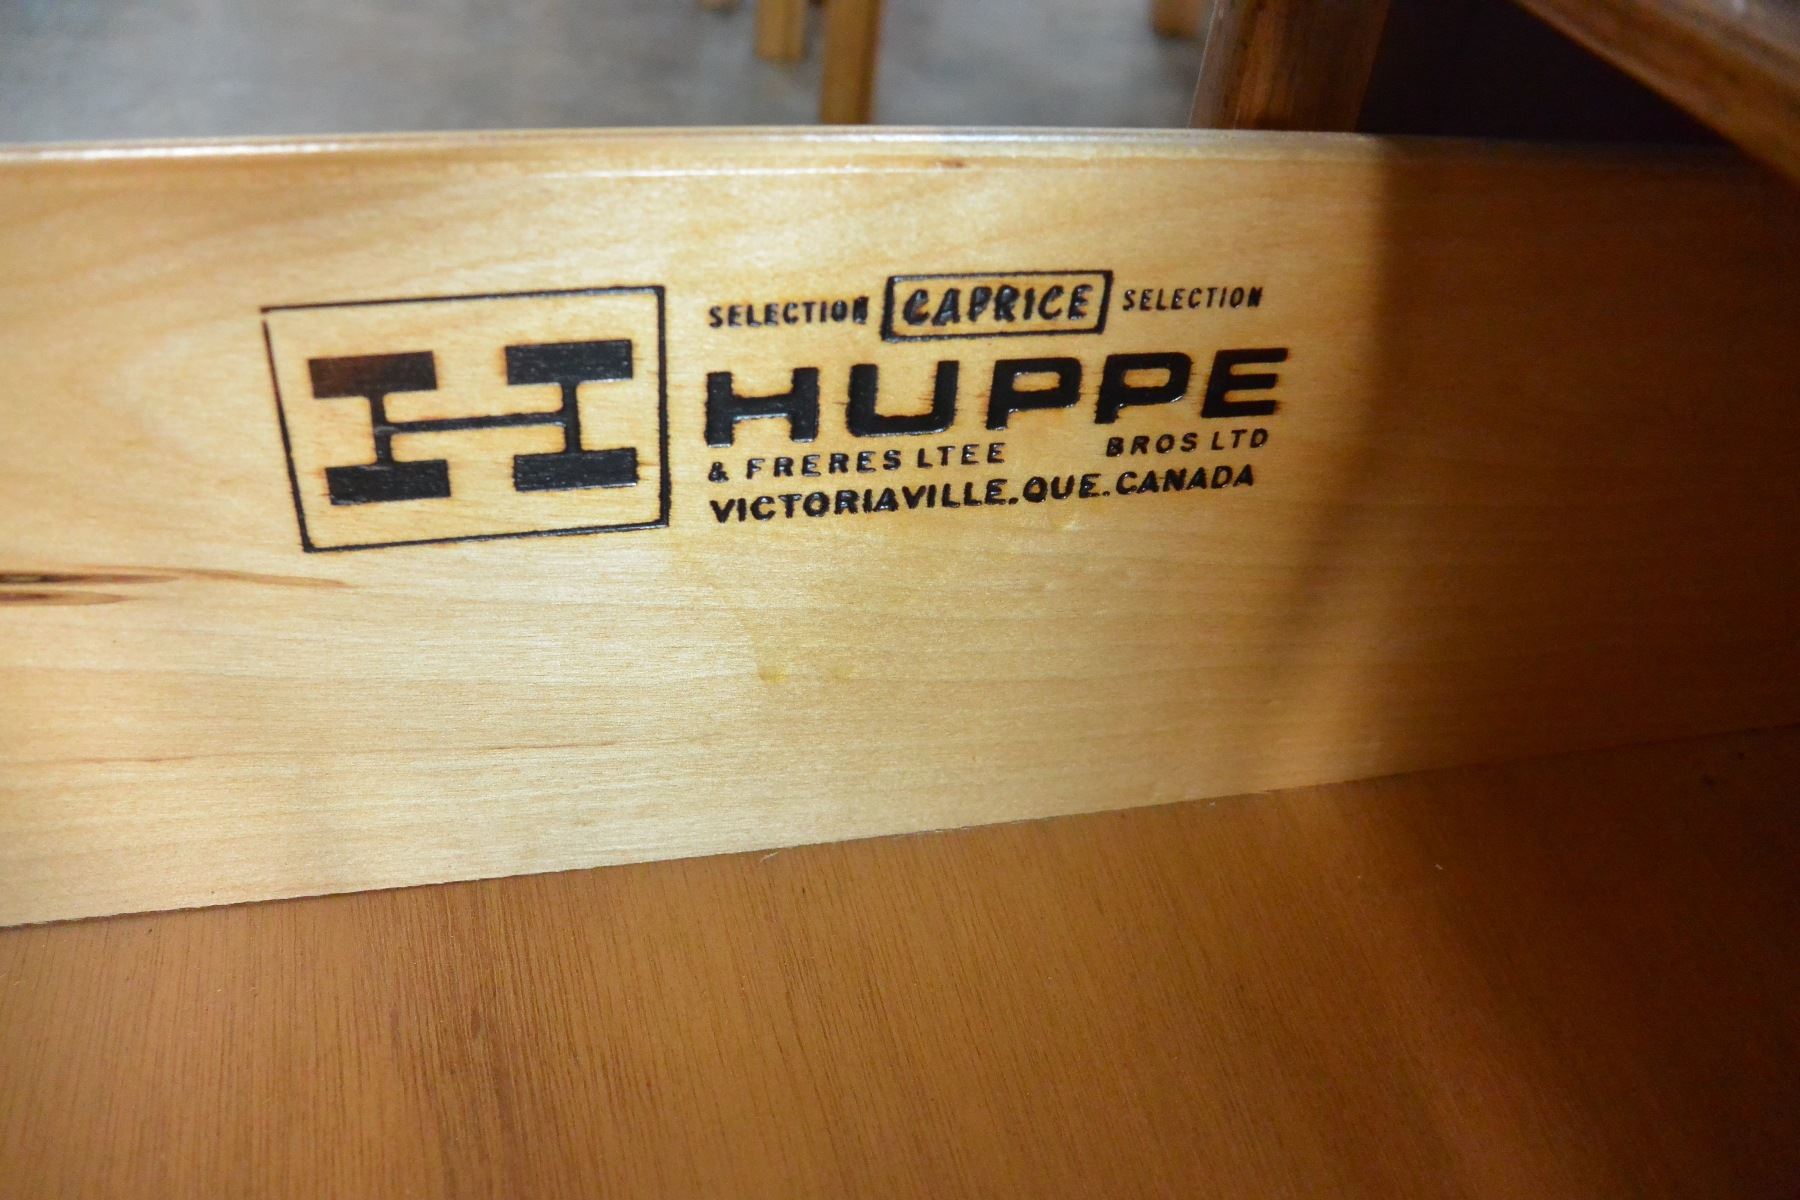 H
SELECTION CAPRICE SELECTION
HUPPE
& FRERES LTEE BROS LTD
VICTORIAVILLE.QUE.CANADA